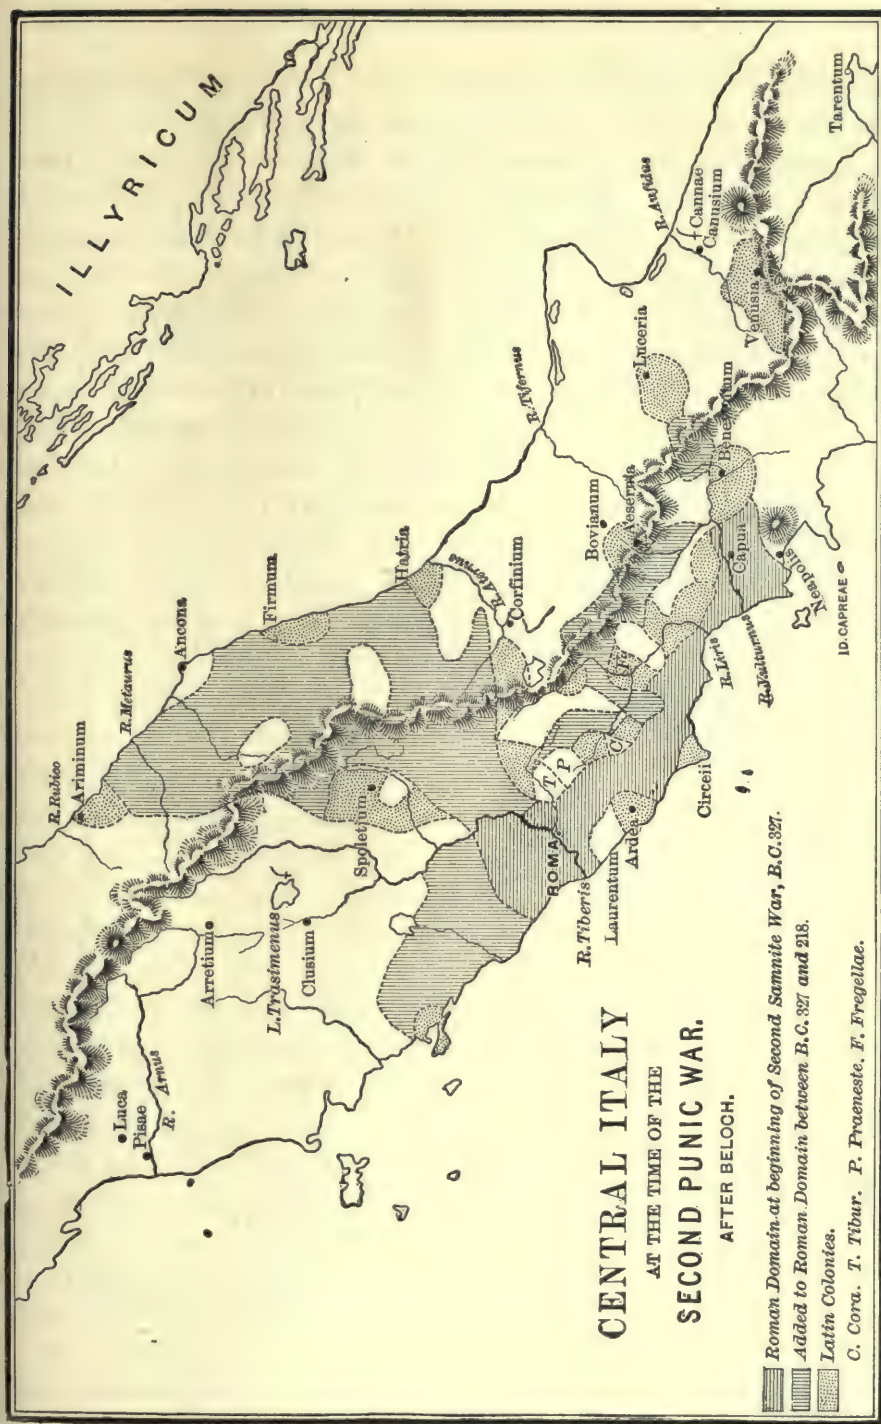 CENTRAL ITALY
AT THE TIME OF THE
SECOND PUNIC WAR.
AFTER BELOCH.
Roman Domain at beginning of Second Samnite War, B.C. 327.
Added to Roman Domain between B.C. 327 and 218.
Latin Colonies.
C. Cora. T. Tibur. P. Praeneste. F. Fregellae.
ILLYRICUM
R. Rubico
Ariminum
R. Metaurus
Ancona
Firmum
Hatria
R. Aternus
Corfinium
R. Tifernus
Luca
Pisae
R. Arnus
Arretium
L. Trasimenus
Clusium
Spoletium
Bovianum
Aesernia
Luceria
R. Aufidus
Cannae
Canusium
Venusia
Tarentum
Beneventum
ROMA
T
P
C
F
R. Tiberis
Laurentum
Ardea
Circeii
R. Liris
R. Vulturnus
Capua
Neapolis
ID. CAPREAE